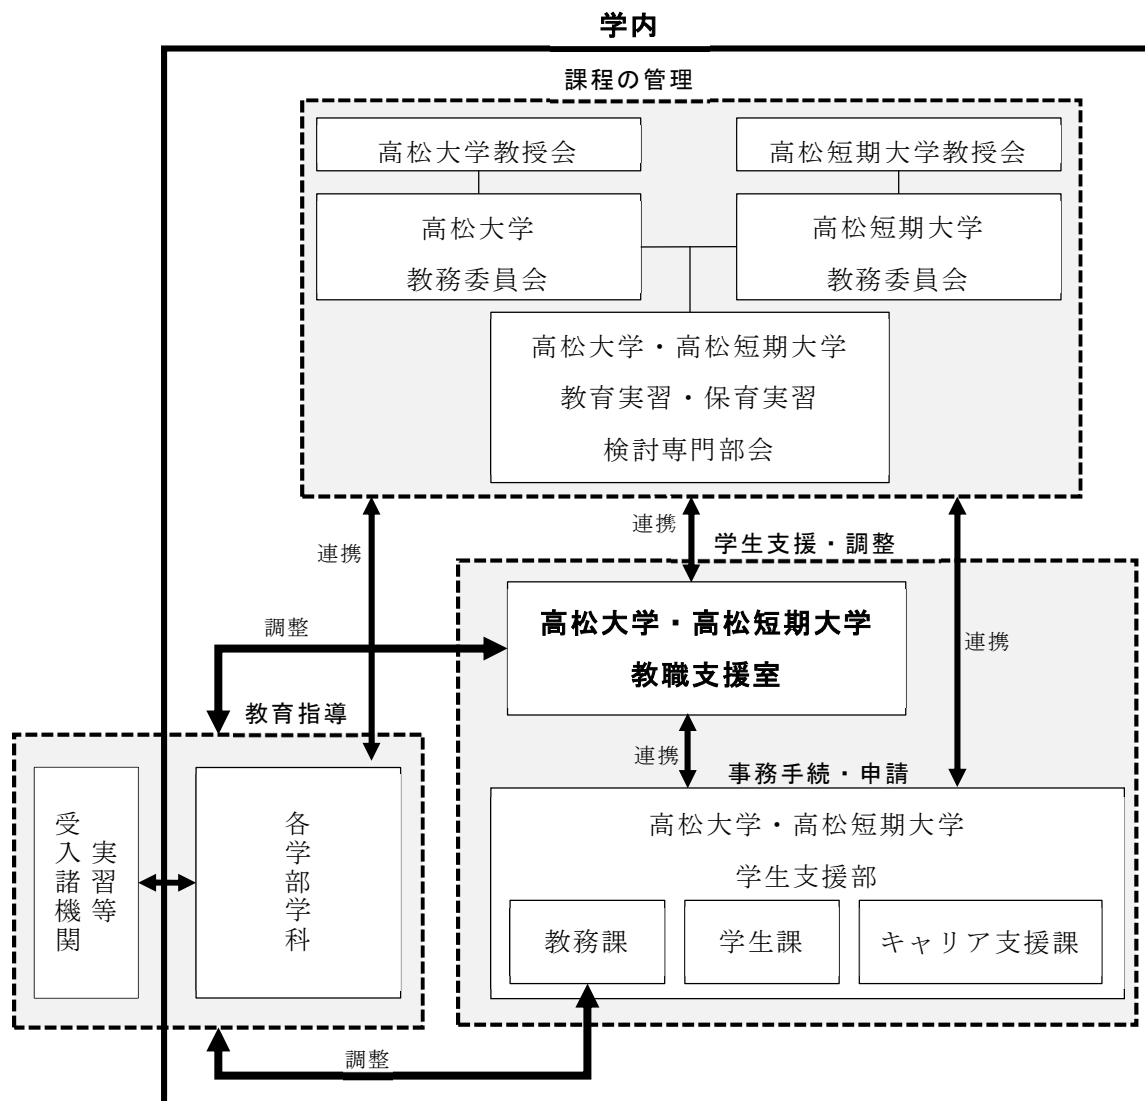 学内
課程の管理
高松大学教授会
高松短期大学教授会
高松大学
教務委員会
高松短期大学
教務委員会
高松大学・高松短期大学
教育実習・保育実習
検討専門部会
連携
連携
学生支援・調整
調整
高松大学・高松短期大学
教職支援室
連携
教育指導
連携
事務手続・申請
実習等
受入諸機関
各学部学科
高松大学・高松短期大学
学生支援部
教務課
学生課
キャリア支援課
調整